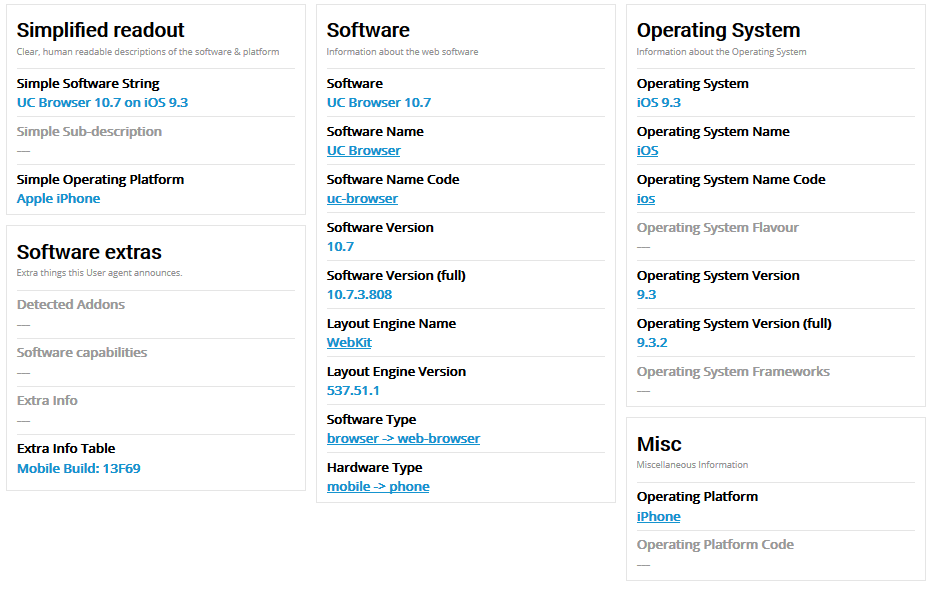 Simplified readout
Clear, human readable descriptions of the software & platform
Simple Software String
UC Browser 10.7 on iOS 9.3
Simple Sub-description
—
Simple Operating Platform
Apple iPhone
Software extras
Extra things this User agent announces.
Detected Addons
—
Software capabilities
—
Extra Info
—
Extra Info Table
Mobile Build: 13F69
Software
Information about the web software
Software
UC Browser 10.7
Software Name
UC Browser
Software Name Code
uc-browser
Software Version
10.7
Software Version (full)
10.7.3.808
Layout Engine Name
WebKit
Layout Engine Version
537.51.1
Software Type
browser -> web-browser
Hardware Type
mobile -> phone
Operating System
Information about the Operating System
Operating System
iOS 9.3
Operating System Name
iOS
Operating System Name Code
ios
Operating System Flavour
—
Operating System Version
9.3
Operating System Version (full)
9.3.2
Operating System Frameworks
—
Misc
Miscellaneous Information
Operating Platform
iPhone
Operating Platform Code
—